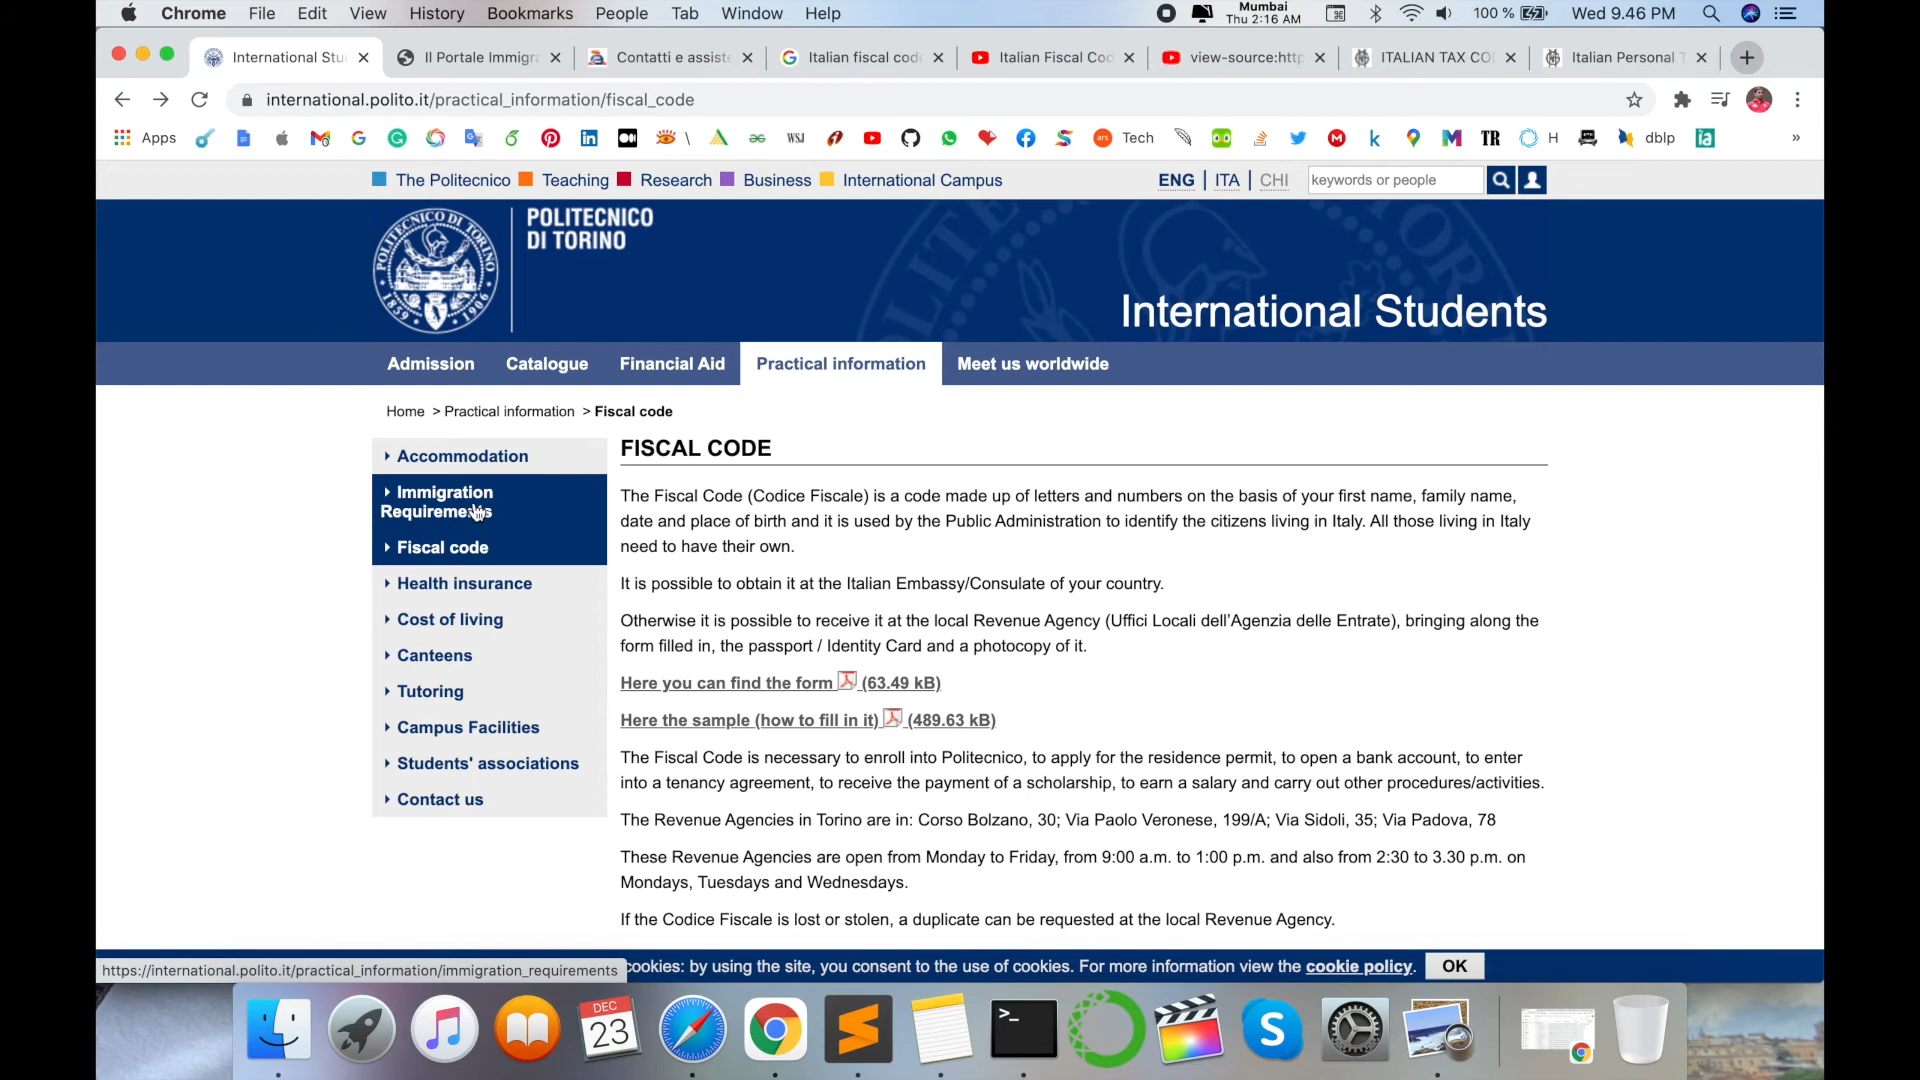 Chrome File Edit View History Bookmarks People Tab Window Help Mumbai Thu 2:16 AM 100 % Wed 9.46 PM
International Stu Il Portale Immigra Contatti e assiste Italian fiscal code Italian Fiscal Coc view-source:http ITALIAN TAX CO Italian Personal T
international.polito.it/practical_information/fiscal_code
Apps WSJ ars Tech TR H dblp ia »
The Politecnico Teaching Research Business International Campus ENG | ITA | CHI keywords or people
POLITECNICO
DI TORINO
POLITECNICO DI TORINO
1859 1906
International Students
Admission Catalogue Financial Aid Practical information Meet us worldwide
Home > Practical information > Fiscal code
Accommodation
Immigration
Requirements
Fiscal code
Health insurance
Cost of living
Canteens
Tutoring
Campus Facilities
Students' associations
Contact us
FISCAL CODE
The Fiscal Code (Codice Fiscale) is a code made up of letters and numbers on the basis of your first name, family name,
date and place of birth and it is used by the Public Administration to identify the citizens living in Italy. All those living in Italy
need to have their own.
It is possible to obtain it at the Italian Embassy/Consulate of your country.
Otherwise it is possible to receive it at the local Revenue Agency (Uffici Locali dell'Agenzia delle Entrate), bringing along the
form filled in, the passport / Identity Card and a photocopy of it.
Here you can find the form (63.49 kB)
Here the sample (how to fill in it) (489.63 kB)
The Fiscal Code is necessary to enroll into Politecnico, to apply for the residence permit, to open a bank account, to enter
into a tenancy agreement, to receive the payment of a scholarship, to earn a salary and carry out other procedures/activities.
The Revenue Agencies in Torino are in: Corso Bolzano, 30; Via Paolo Veronese, 199/A; Via Sidoli, 35; Via Padova, 78
These Revenue Agencies are open from Monday to Friday, from 9:00 a.m. to 1:00 p.m. and also from 2:30 to 3.30 p.m. on
Mondays, Tuesdays and Wednesdays.
If the Codice Fiscale is lost or stolen, a duplicate can be requested at the local Revenue Agency.
https://international.polito.it/practical_information/immigration_requirements cookies: by using the site, you consent to the use of cookies. For more information view the cookie policy. OK
DEC
23